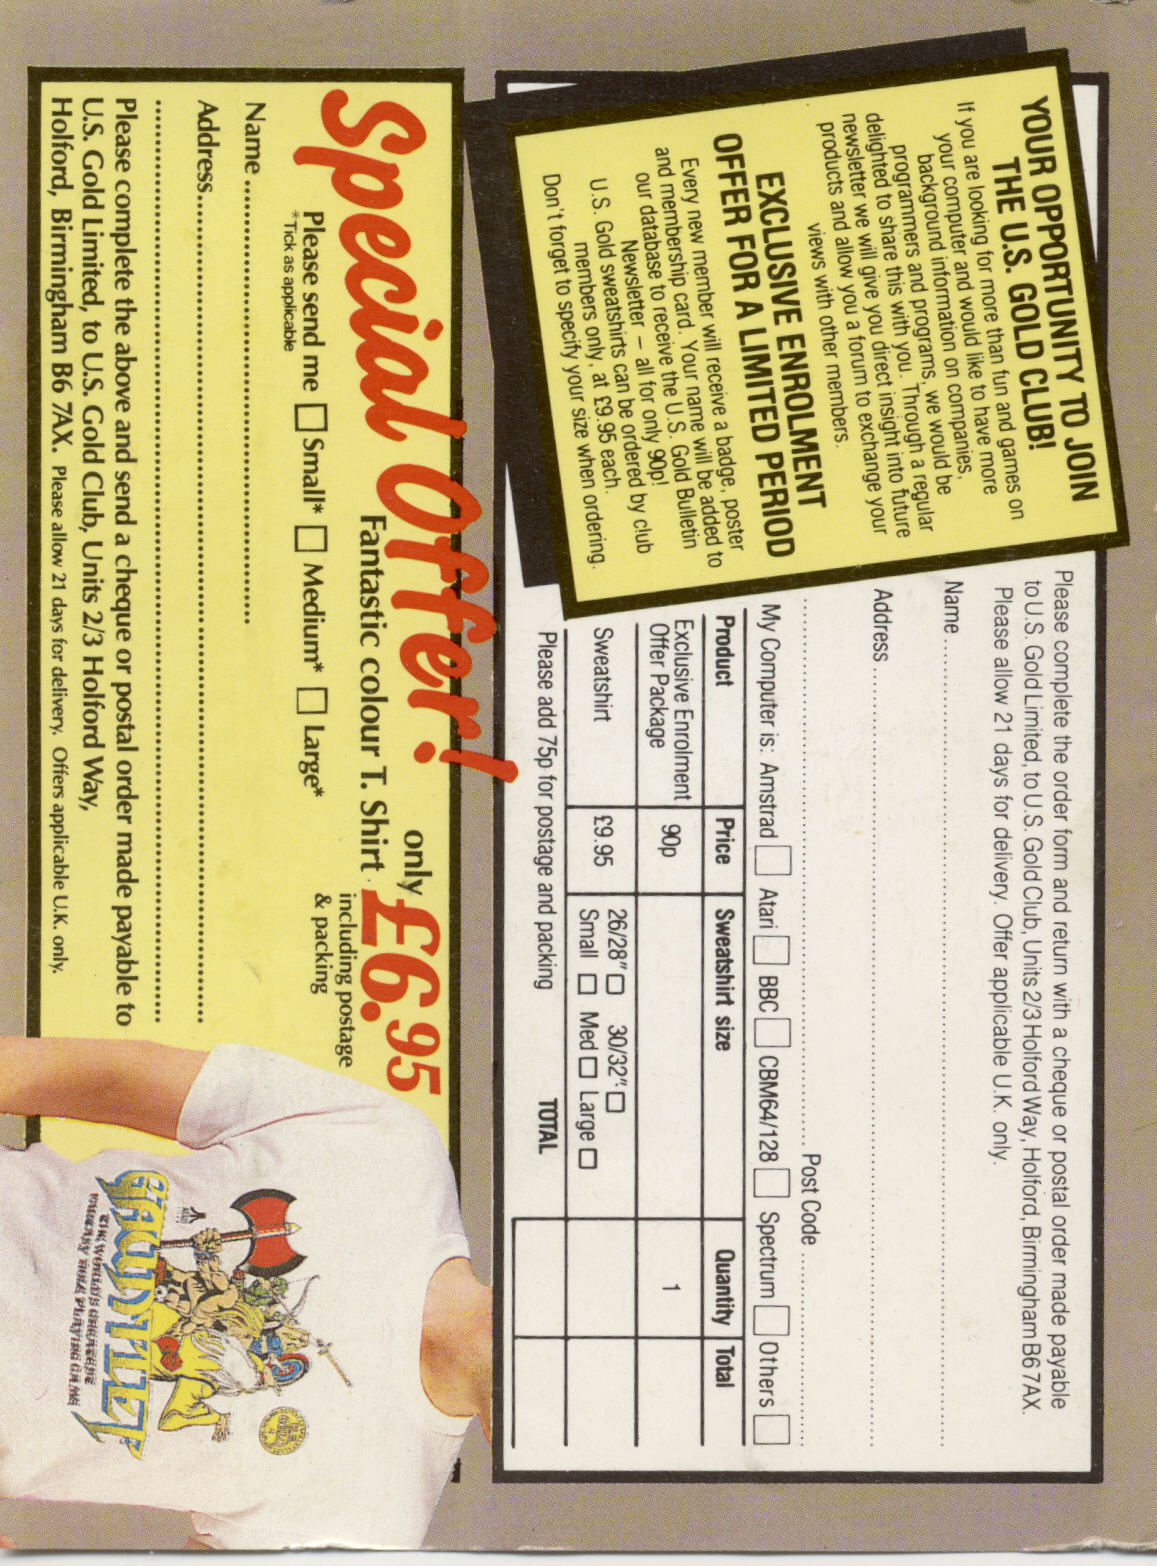 YOUR OPPORTUNITY TO JOIN
THE U.S. GOLD CLUB!
If you are looking for more than fun and games on
your computer and would like to have more
background information on companies,
programmers and programs, we would be
delighted to share this with you. Through a regular
newsletter we will give you direct insight into future
products and allow you a forum to exchange your
views with other members.
EXCLUSIVE ENROLMENT
OFFER FOR A LIMITED PERIOD
Every new member will receive a badge, poster
and membership card. Your name will be added to
our database to receive the U.S. Gold Bulletin
Newsletter – all for only 90p!
U.S. Gold sweatshirts can be ordered by club
members only, at £9.95 each.
Don't forget to specify your size when ordering.
Please complete the order form and return with a cheque or postal order made payable
to U.S. Gold Limited, to U.S. Gold Club, Units 2/3 Holford Way, Holford, Birmingham B6 7AX.
Please allow 21 days for delivery. Offer applicable U.K. only.
Name
Address
Post Code
My Computer is: Amstrad Atari BBC CBM64/128 Spectrum Others
Product Price Sweatshirt size Quantity Total
Exclusive Enrolment
Offer Package 90p 1
Sweatshirt £9.95 26/28" 30/32"
Small Med Large
Please add 75p for postage and packing TOTAL
Special Offer!
only £6.95
Fantastic colour T. Shirt
including postage
& packing
Please send me Small* Medium* Large*
*Tick as applicable
Name
Address
Please complete the above and send a cheque or postal order made payable to
U.S. Gold Limited, to U.S. Gold Club, Units 2/3 Holford Way,
Holford, Birmingham B6 7AX. Please allow 21 days for delivery. Offers applicable U.K. only.
ATARI
GAUNTLET
THE WORLD'S GREATEST
FANTASY ROLE PLAYING GAME
U.S. GOLD